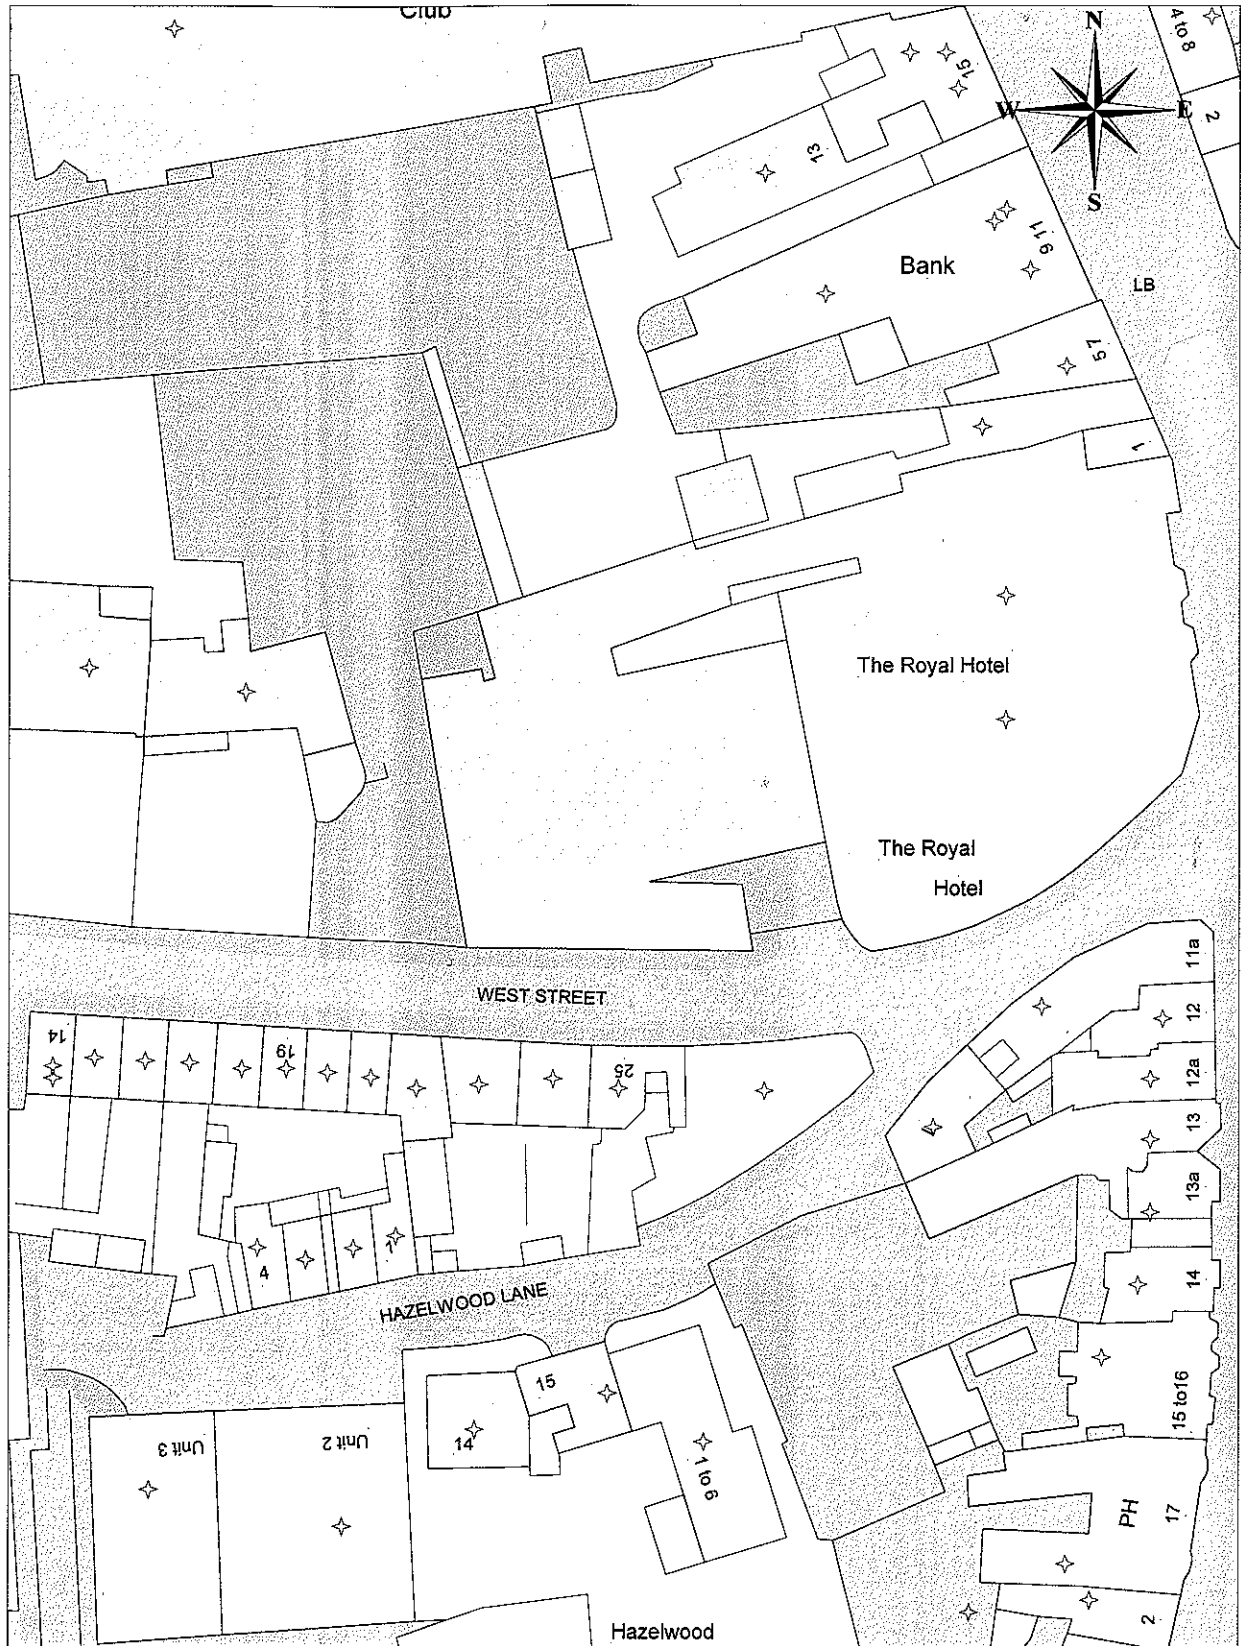 Club
4 to 8
N
15
W
E
2
13
S
9 11
Bank
LB
5 7
1
The Royal Hotel
The Royal
Hotel
11a
WEST STREET
12
14
19
25
12a
13
13a
1
4
14
HAZELWOOD LANE
15
15 to 16
14
Unit 3
Unit 2
1 to 6
PH
17
2
Hazelwood